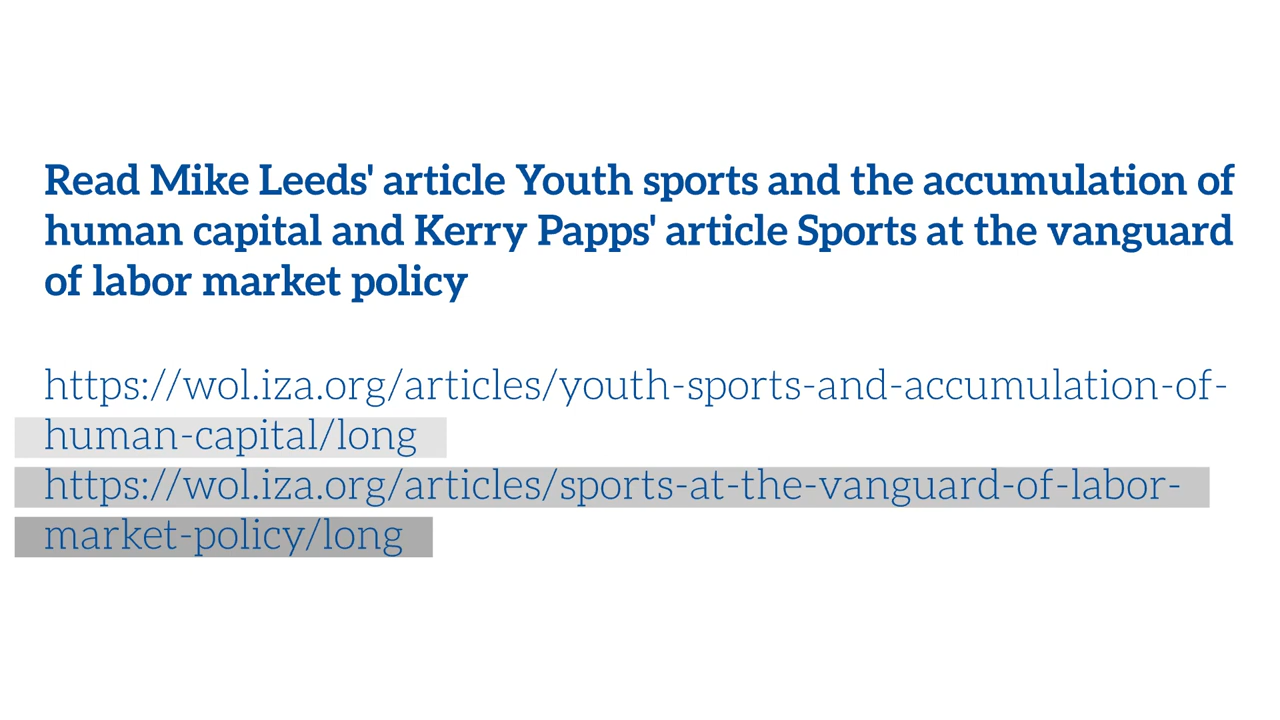 Read Mike Leeds' article Youth sports and the accumulation of
human capital and Kerry Papps' article Sports at the vanguard
of labor market policy
https://wol.iza.org/articles/youth-sports-and-accumulation-of-
human-capital/long
https://wol.iza.org/articles/sports-at-the-vanguard-of-labor-
market-policy/long